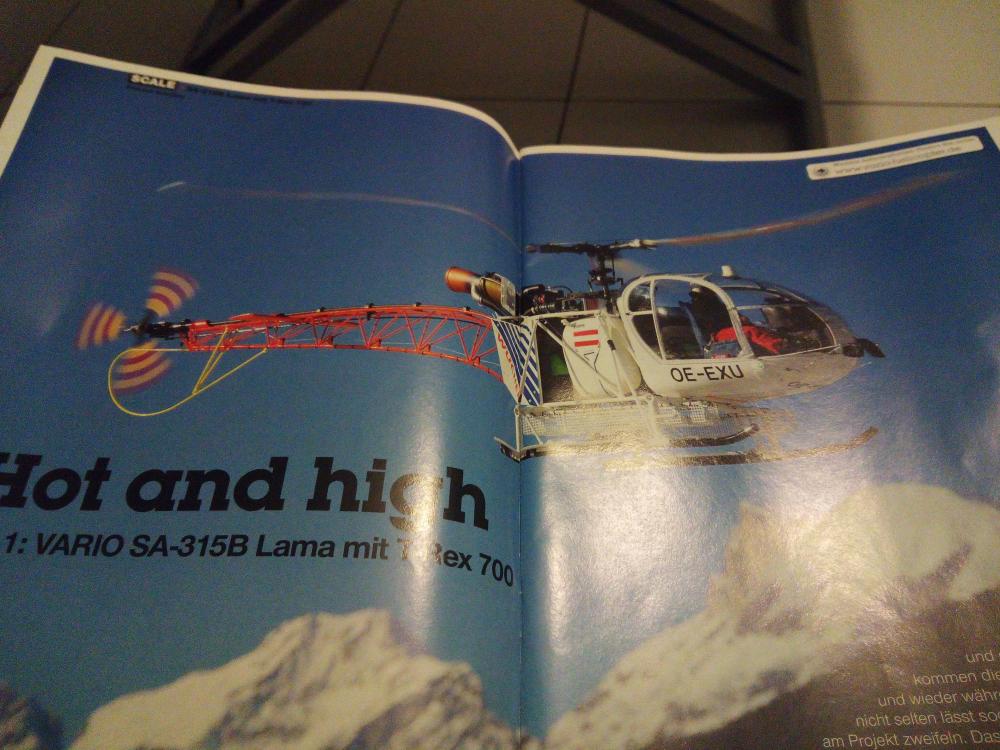 SCALE
OE-EXU
Hot and high
1: VARIO SA-315B Lama mit T-Rex 700
und
kommen die
und wieder währ
nicht selten lässt
am Projekt zweifeln. Das